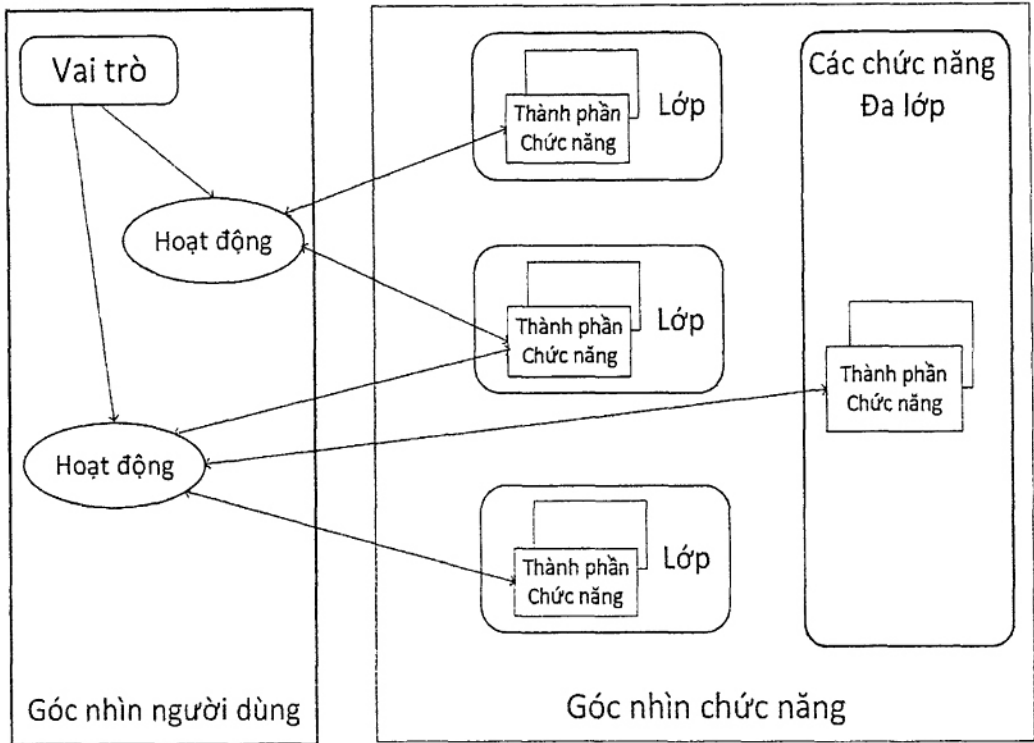 Vai trò
Hoạt động
Hoạt động
Góc nhìn người dùng
Thành phần
Chức năng
Lớp
Thành phần
Chức năng
Lớp
Thành phần
Chức năng
Lớp
Các chức năng
Đa lớp
Thành phần
Chức năng
Góc nhìn chức năng